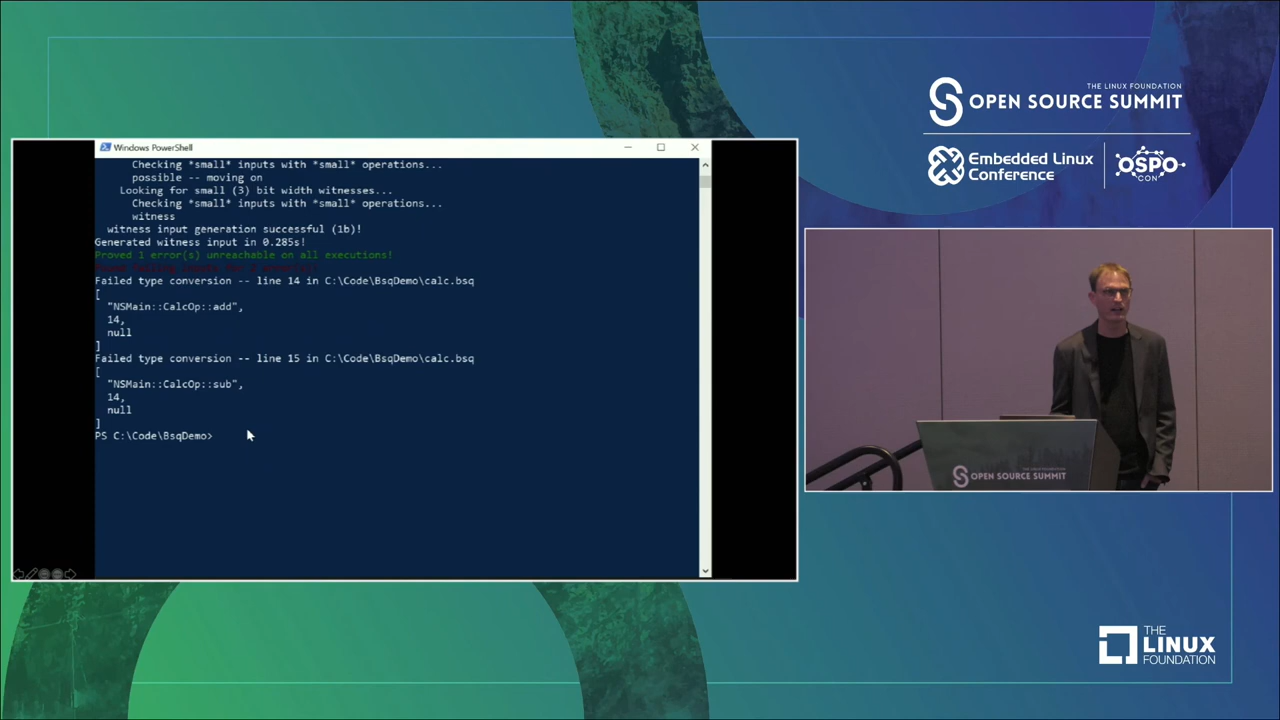 THE LINUX FOUNDATION
OPEN SOURCE SUMMIT
Embedded Linux
Conference
OSPO
CON
Windows PowerShell
Checking *small* inputs with *small* operations...
possible -- moving on
Looking for small (3) bit width witnesses...
Checking *small* inputs with *small* operations...
witness
witness input generation successful (1b)!
Generated witness input in 0.285s!
Proved 1 error(s) unreachable on all executions!
Failed type conversion -- line 14 in C:\Code\BsqDemo\calc.bsq
[
"NSMain::CalcOp::add",
14,
null
]
Failed type conversion -- line 15 in C:\Code\BsqDemo\calc.bsq
[
"NSMain::CalcOp::sub",
14,
null
]
PS C:\Code\BsqDemo>
OPEN SOURCE SUMMIT
THE
LINUX
FOUNDATION